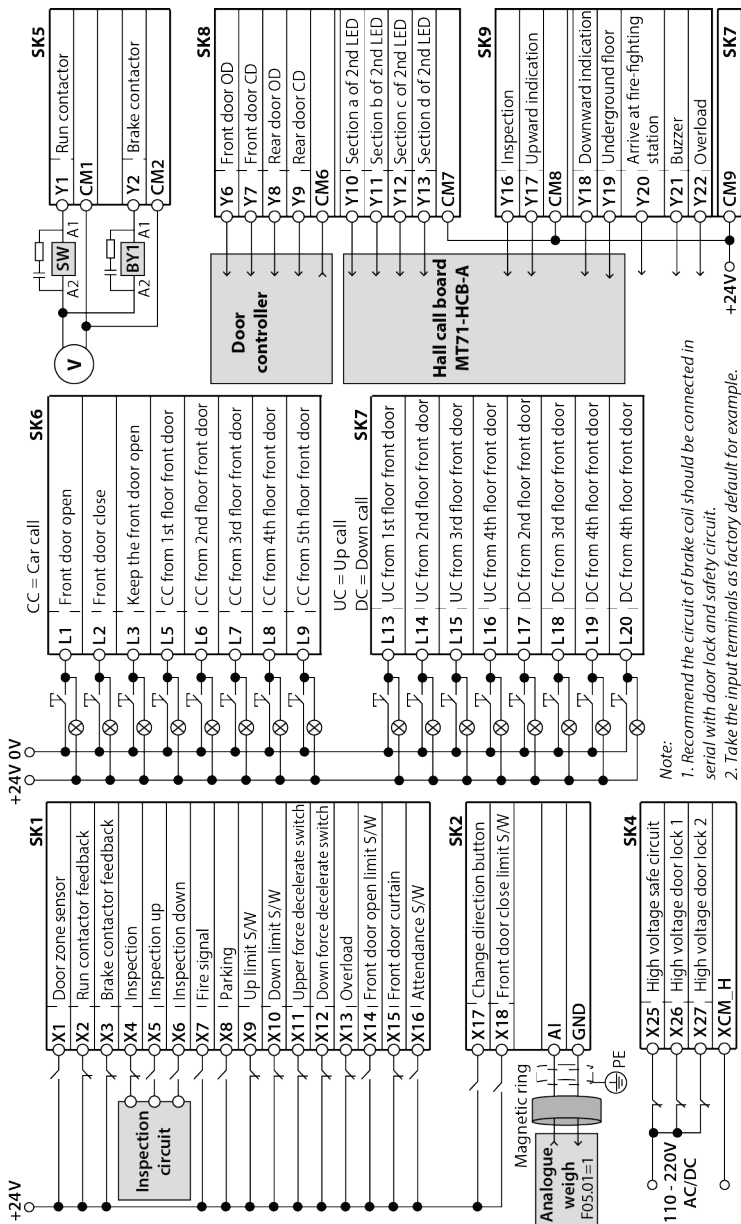 +24V
SK1
X1 Door zone sensor
X2 Run contactor feedback
X3 Brake contactor feedback
X4 Inspection
X5 Inspection up
X6 Inspection down
X7 Fire signal
X8 Parking
X9 Up limit S/W
X10 Down limit S/W
X11 Upper force decelerate switch
X12 Down force decelerate switch
X13 Overload
X14 Front door open limit S/W
X15 Front door curtain
X16 Attendance S/W
Inspection
circuit
SK2
X17 Change direction button
X18 Front door close limit S/W
AI
GND
Magnetic ring
PE
Analogue
weigh
F05.01=1
SK4
X25 High voltage safe circuit
X26 High voltage door lock 1
X27 High voltage door lock 2
XCM_H
110 - 220V
AC/DC
+24V 0V
CC = Car call
SK6
L1 Front door open
L2 Front door close
L3 Keep the front door open
L5 CC from 1st floor front door
L6 CC from 2nd floor front door
L7 CC from 3rd floor front door
L8 CC from 4th floor front door
L9 CC from 5th floor front door
UC = Up call
DC = Down call
SK7
L13 UC from 1st floor front door
L14 UC from 2nd floor front door
L15 UC from 3rd floor front door
L16 UC from 4th floor front door
L17 DC from 2nd floor front door
L18 DC from 3rd floor front door
L19 DC from 4th floor front door
L20 DC from 4th floor front door
Note:
1. Recommend the circuit of brake coil should be connected in
serial with door lock and safety circuit.
2. Take the input terminals as factory default for example.
SK5
Y1 Run contactor
CM1
Y2 Brake contactor
CM2
V
SW
A1
A2
BY1
A1
A2
SK8
Y6 Front door OD
Y7 Front door CD
Y8 Rear door OD
Y9 Rear door CD
CM6
Y10 Section a of 2nd LED
Y11 Section b of 2nd LED
Y12 Section c of 2nd LED
Y13 Section d of 2nd LED
CM7
Door
controller
Hall call board
MT71-HCB-A
SK9
Y16 Inspection
Y17 Upward indication
CM8
Y18 Downward indication
Y19 Underground floor
Y20 Arrive at fire-fighting
station
Y21 Buzzer
Y22 Overload
CM9
SK7
+24V